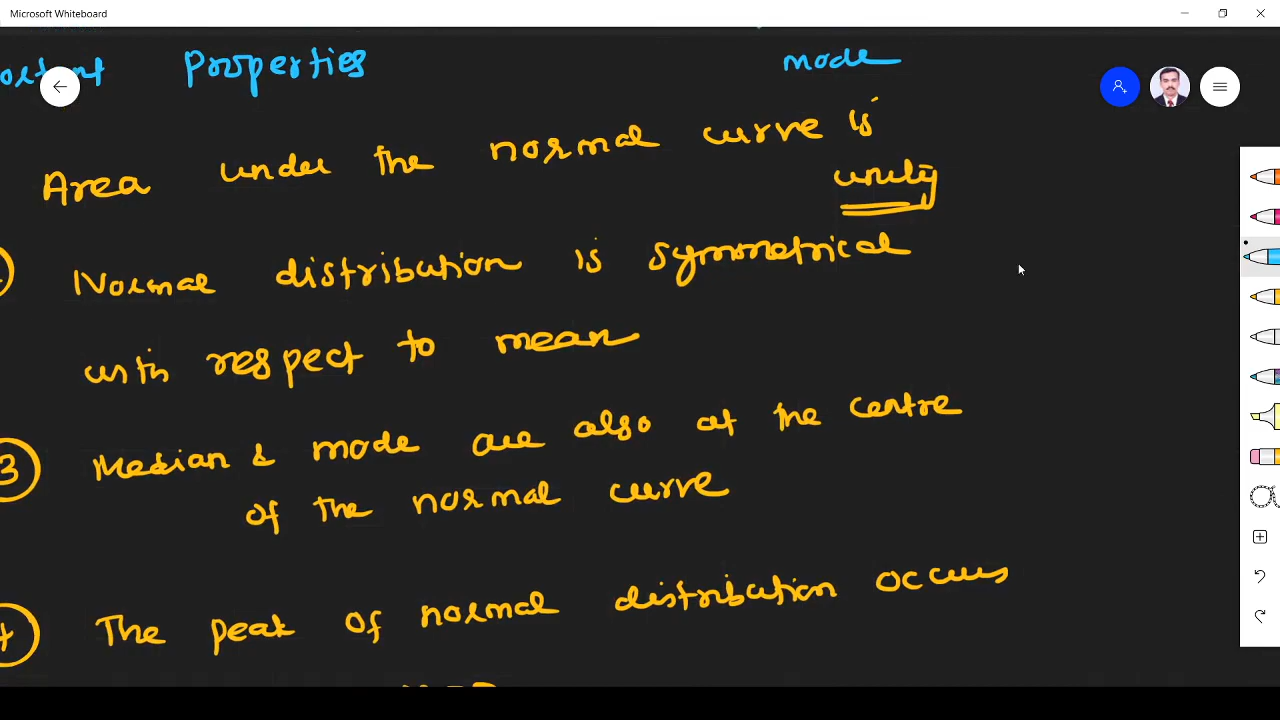 Microsoft Whiteboard
Properties
mode
Area under the normal curve is
unity
Normal distribution is symmetrical
with respect to mean
3 Median & mode are also at the centre
of the normal curve
4 The peak of normal distribution occurs